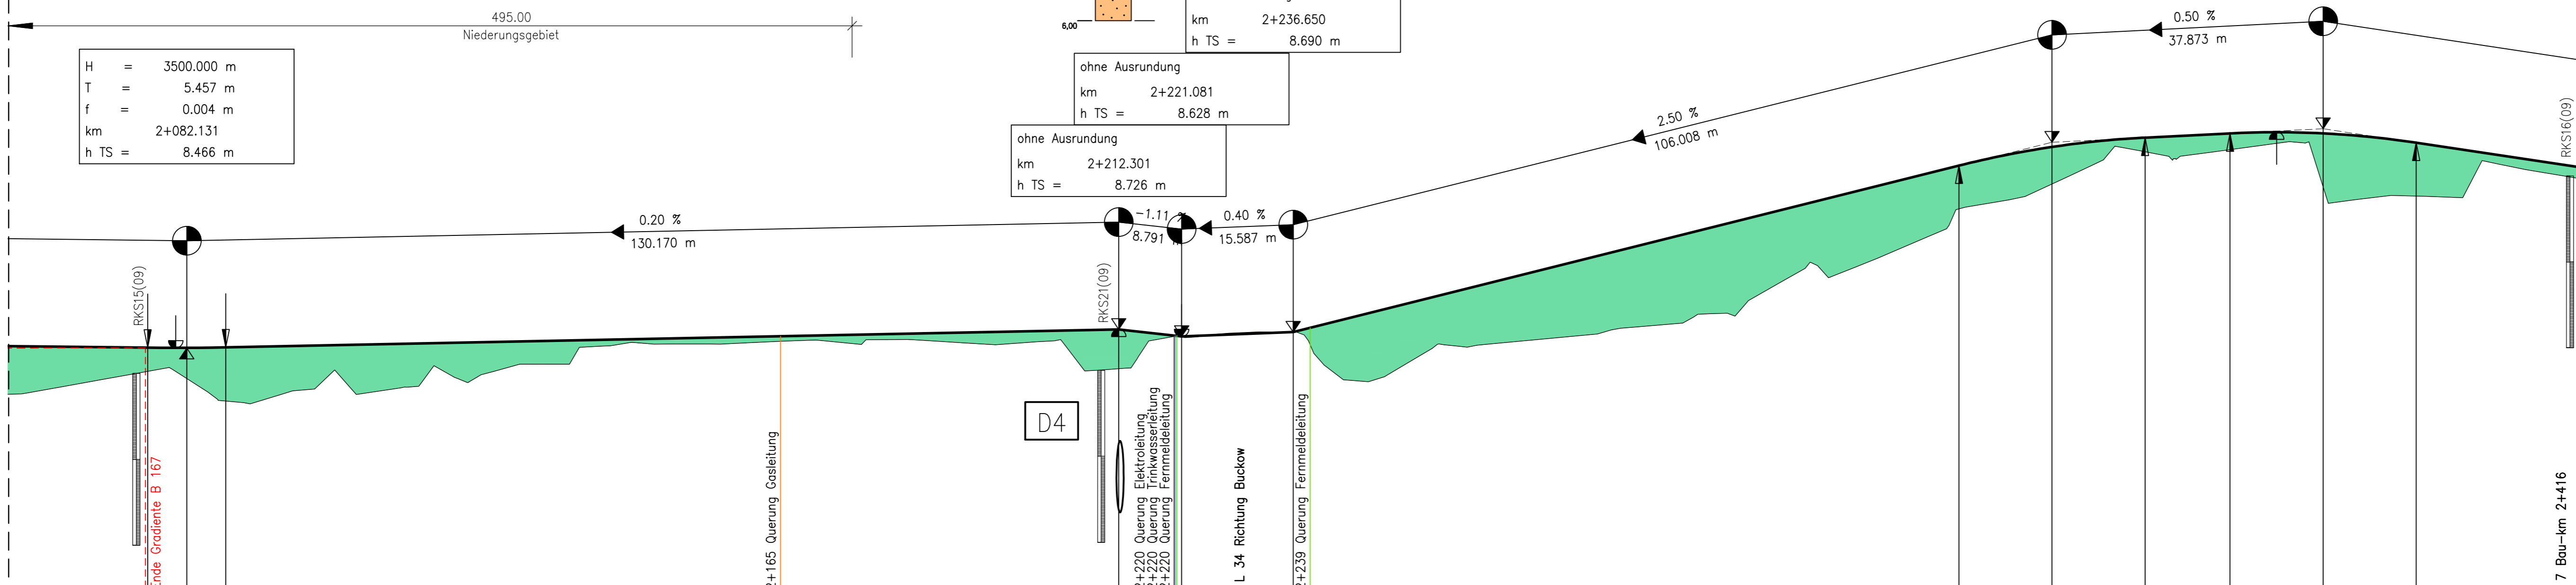 495.00
Niederungsgebiet
H = 3500.000 m
T = 5.457 m
f = 0.004 m
km 2+082.131
h TS = 8.466 m
6,00
km 2+236.650
h TS = 8.690 m
ohne Ausrundung
km 2+221.081
h TS = 8.628 m
ohne Ausrundung
km 2+212.301
h TS = 8.726 m
0.20 %
130.170 m
-1.11 %
8.791 m
0.40 %
15.587 m
2.50 %
106.008 m
0.50 %
37.873 m
RKS15(09)
RKS21(09)
RKS16(09)
D4
Ende Gradiente B 167
2+165 Querung Gasleitung
2+220 Querung Elektroleitung
2+220 Querung Trinkwasserleitung
2+220 Querung Fernmeldeleitung
L 34 Richtung Buckow
2+239 Querung Fernmeldeleitung
7 Bau-km 2+416